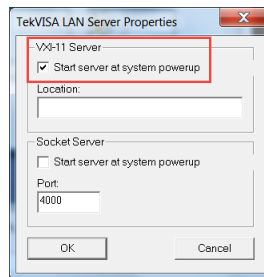 TekVISA LAN Server Properties
VXI-11 Server
Start server at system powerup
Location:
Socket Server
Start server at system powerup
Port:
4000
OK
Cancel